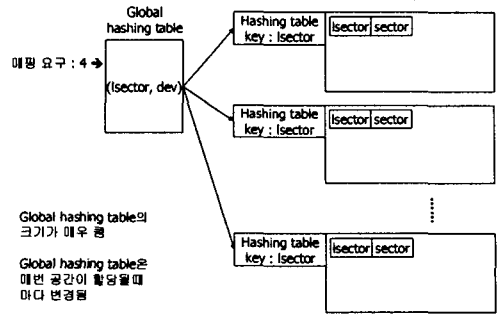 Global
hashing table
매핑 요구 : 4 →
(lsector, dev)
Hashing table
key : lsector
lsector sector
Hashing table
key : lsector
lsector sector
Hashing table
key : lsector
lsector sector
Global hashing table의
크기가 매우 큼
Global hashing table은
매번 공간이 할당될때
마다 변경됨